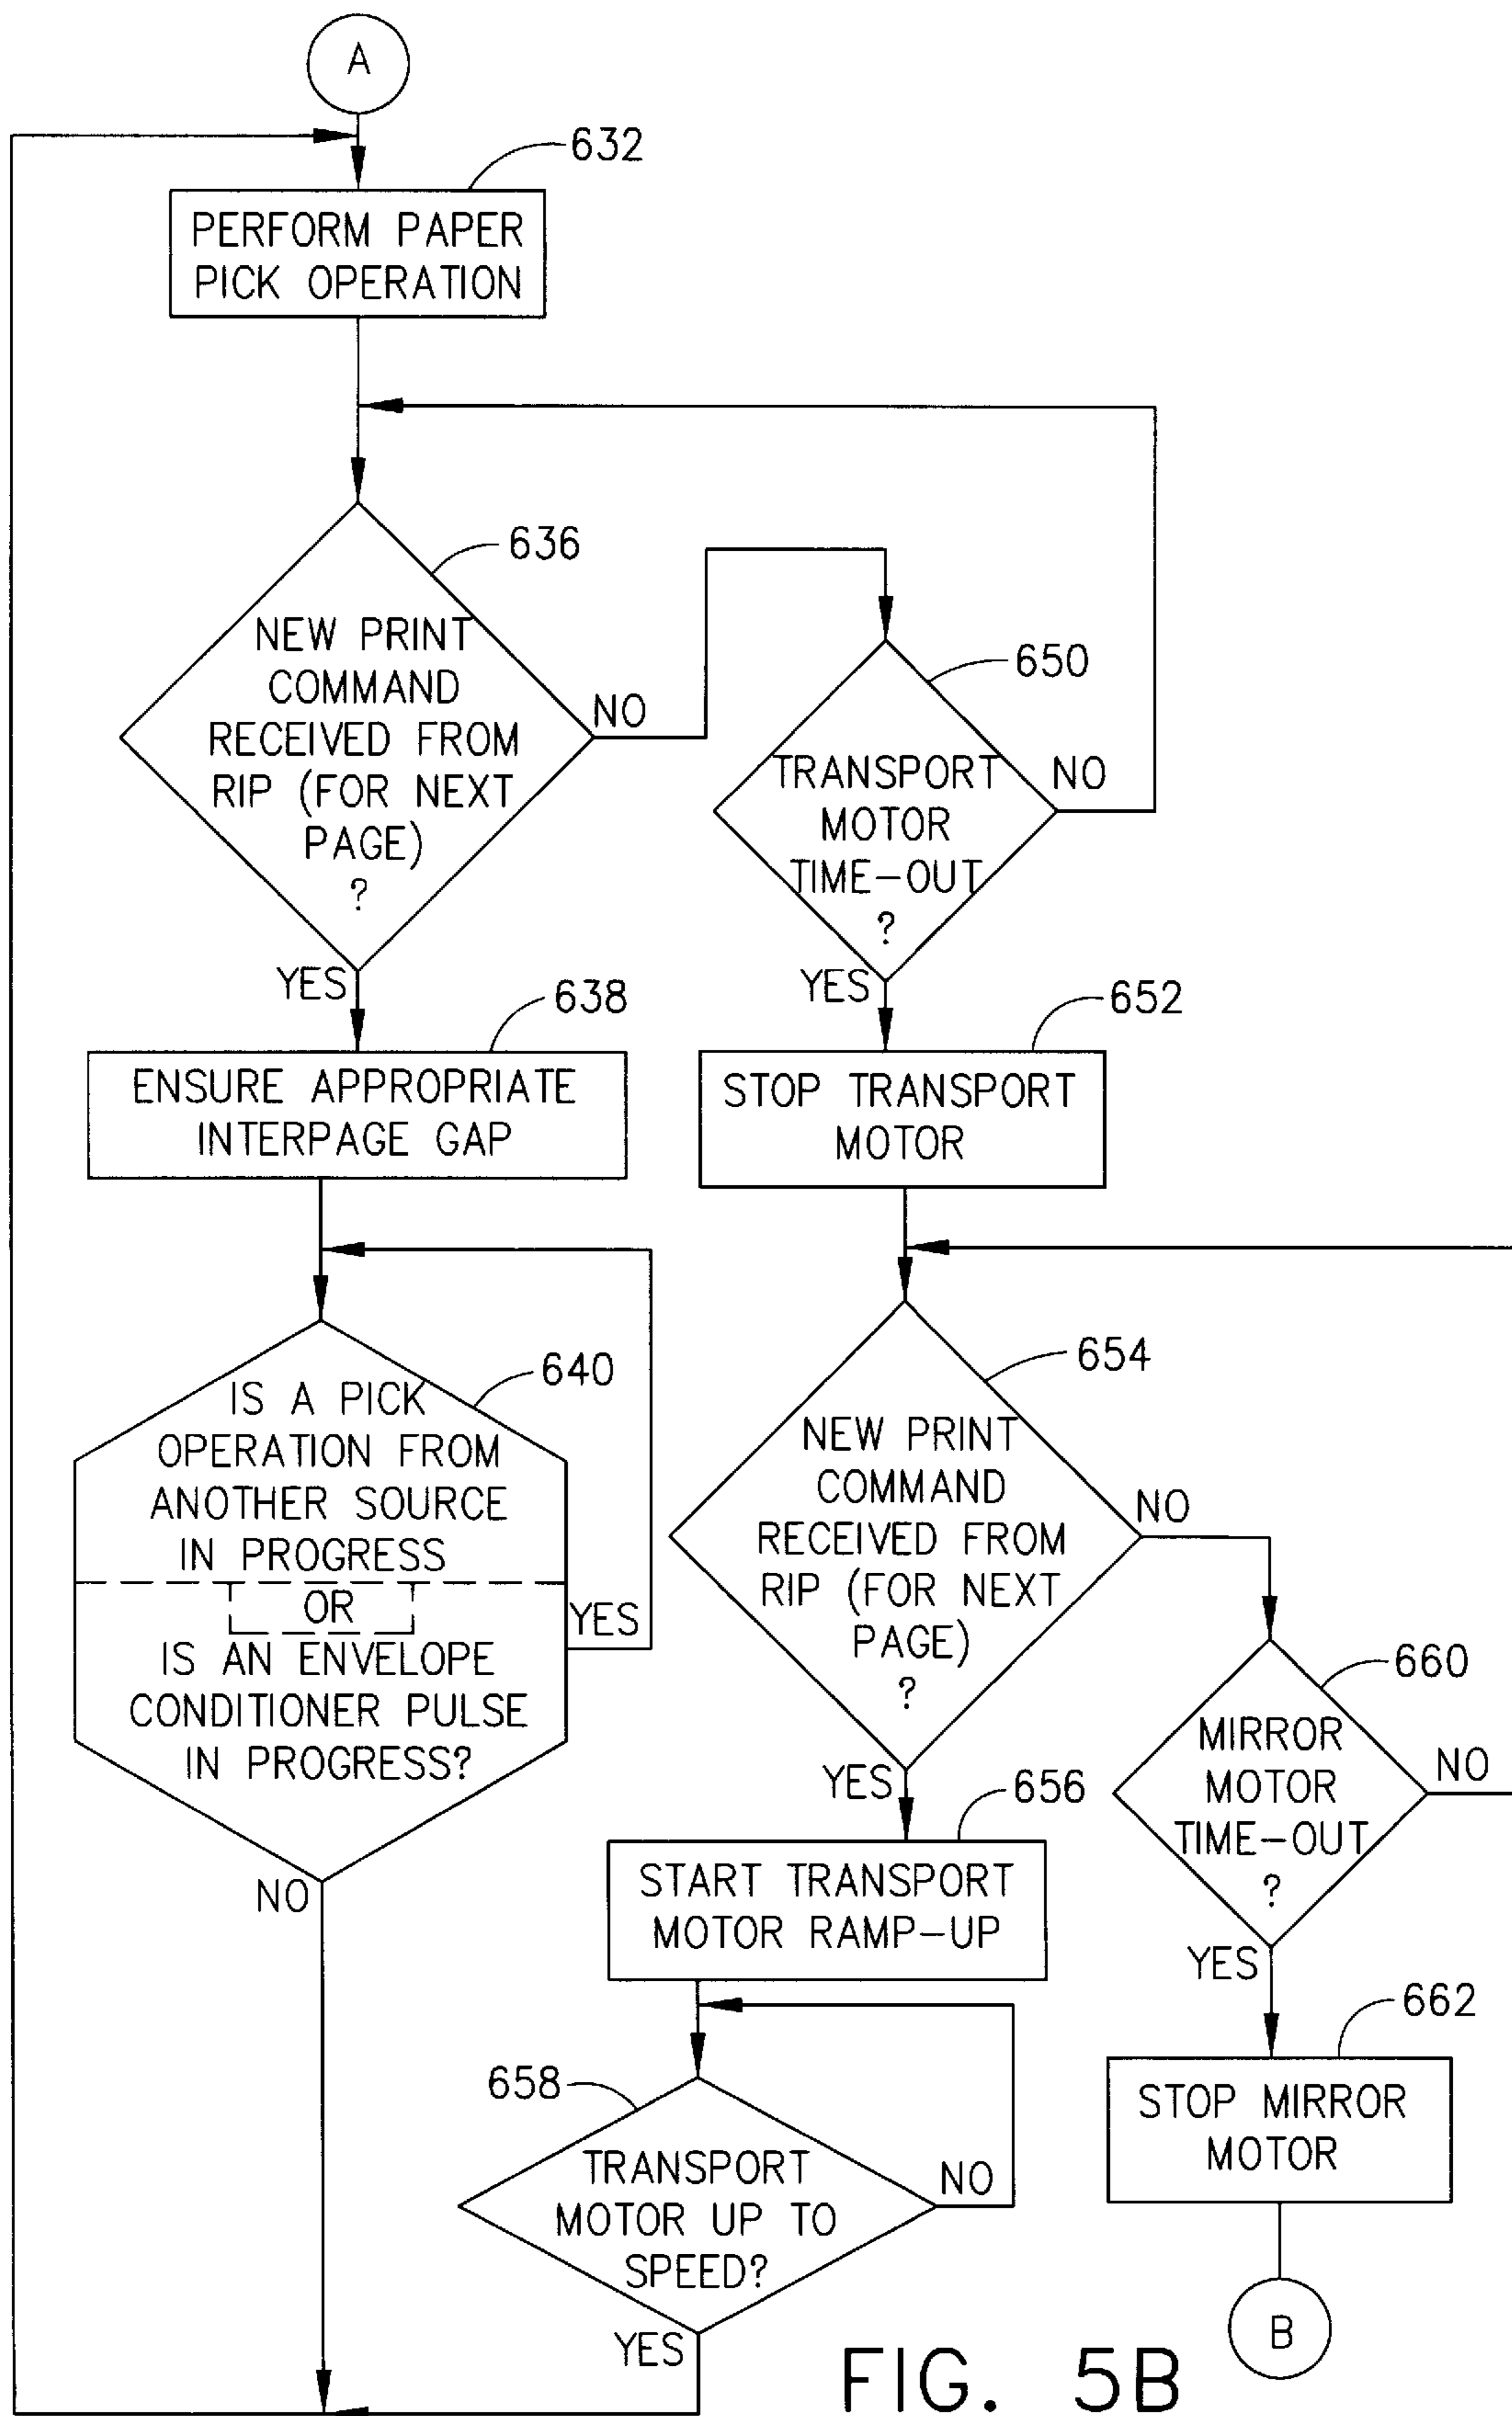 A
632
PERFORM PAPER
PICK OPERATION
636
NEW PRINT
COMMAND
RECEIVED FROM
RIP (FOR NEXT
PAGE)
?
NO
YES
650
TRANSPORT
MOTOR
TIME-OUT
?
NO
YES
638
ENSURE APPROPRIATE
INTERPAGE GAP
652
STOP TRANSPORT
MOTOR
640
IS A PICK
OPERATION FROM
ANOTHER SOURCE
IN PROGRESS
OR
IS AN ENVELOPE
CONDITIONER PULSE
IN PROGRESS?
YES
NO
654
NEW PRINT
COMMAND
RECEIVED FROM
RIP (FOR NEXT
PAGE)
?
NO
YES
660
MIRROR
MOTOR
TIME-OUT
?
NO
YES
656
START TRANSPORT
MOTOR RAMP-UP
658
TRANSPORT
MOTOR UP TO
SPEED?
NO
YES
662
STOP MIRROR
MOTOR
B
FIG. 5B